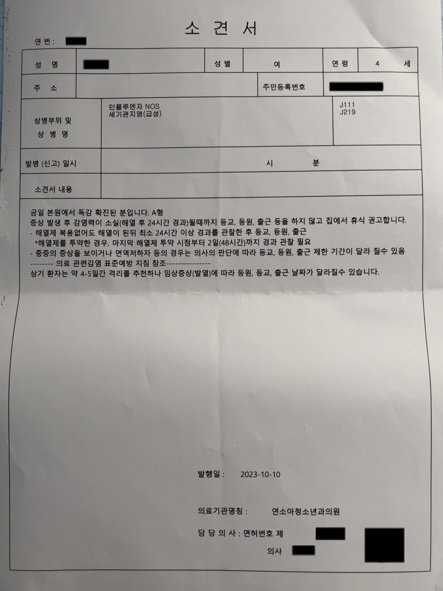 소 견 서
연 번 :
성 명 성 별 여 연 령 4 세
주 소 주민등록번호
상병부위 및
상 병 명
인플루엔자 NOS
세기관지염(급성)
J111
J219
발병 (신고) 일시 시 분
소견서 내용
금일 본원에서 독감 확진된 분입니다. A형
증상 발생 후 감염력이 소실(해열 후 24시간 경과)될때까지 등교, 등원, 출근 등을 하지 않고 집에서 휴식 권고합니다.
- 해열제 복용없어도 해열이 된뒤 최소 24시간 이상 경과를 관찰한 후 등교, 등원, 출근
*해열제를 투약한 경우, 마지막 해열제 투약 시점부터 2일(48시간)까지 경과 관찰 필요
- 중증의 증상을 보이거나 면역저하자 등의 경우는 의사의 판단에 따라 등교, 등원, 출근 제한 기간이 달라 질수 있음
-------- 의료 관련감염 표준예방 지침 참조---------------
상기 환자는 약 4-5일간 격리를 추천하나 임상증상(발열)에 따라 등원, 등교, 출근 날짜가 달라질수 있습니다.
발행일 : 2023-10-10
의료기관명칭 : 연소아청소년과의원
담 당 의 사 : 면허번호 제
의사